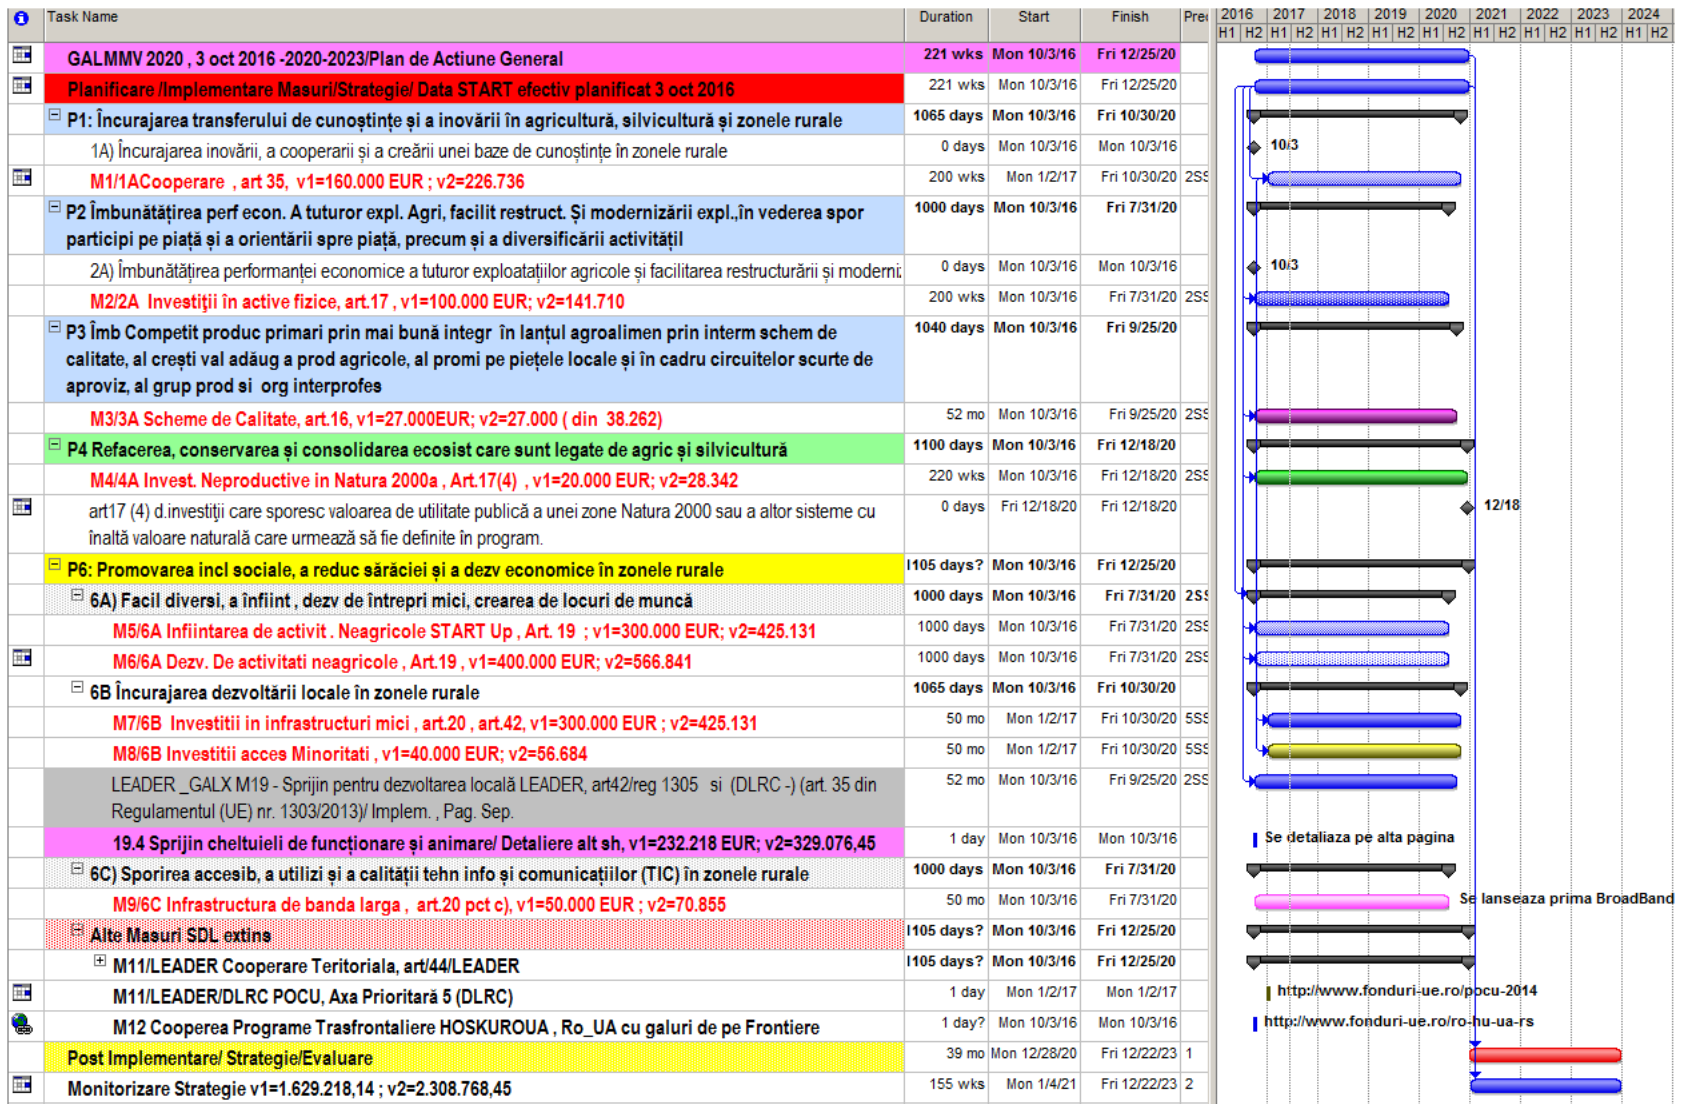 Task Name Duration Start Finish Pre 2016 2017 2018 2019 2020 2021 2022 2023 2024
H1 H2 H1 H2 H1 H2 H1 H2 H1 H2 H1 H2 H1 H2 H1 H2 H1 H2
GALMMV 2020 , 3 oct 2016 -2020-2023/Plan de Actiune General 221 wks Mon 10/3/16 Fri 12/25/20
Planificare /Implementare Masuri/Strategie/ Data START efectiv planificat 3 oct 2016 221 wks Mon 10/3/16 Fri 12/25/20
P1: Încurajarea transferului de cunoștințe și a inovării în agricultură, silvicultură și zonele rurale 1065 days Mon 10/3/16 Fri 10/30/20
1A) Încurajarea inovării, a cooperarii și a creării unei baze de cunoștințe în zonele rurale 0 days Mon 10/3/16 Mon 10/3/16 10/3
M1/1ACooperare , art 35, v1=160.000 EUR ; v2=226.736 200 wks Mon 1/2/17 Fri 10/30/20 2SS
P2 Îmbunătățirea perf econ. A tuturor expl. Agri, facilit restruct. Și modernizării expl.,în vederea spor 1000 days Mon 10/3/16 Fri 7/31/20
participi pe piață și a orientării spre piață, precum și a diversificării activitățil
2A) Îmbunătățirea performanței economice a tuturor exploatațiilor agricole și facilitarea restructurării și moderni: 0 days Mon 10/3/16 Mon 10/3/16 10/3
M2/2A Investiții în active fizice, art.17 , v1=100.000 EUR; v2=141.710 200 wks Mon 10/3/16 Fri 7/31/20 2SS
P3 Îmb Competit produc primari prin mai bună integr în lanțul agroalimen prin interm schem de 1040 days Mon 10/3/16 Fri 9/25/20
calitate, al crești val adăug a prod agricole, al promi pe piețele locale și în cadru circuitelor scurte de
aproviz, al grup prod si org interprofes
M3/3A Scheme de Calitate, art.16, v1=27.000EUR; v2=27.000 ( din 38.262) 52 mo Mon 10/3/16 Fri 9/25/20 2SS
P4 Refacerea, conservarea și consolidarea ecosist care sunt legate de agric și silvicultură 1100 days Mon 10/3/16 Fri 12/18/20
M4/4A Invest. Neproductive in Natura 2000a , Art.17(4) , v1=20.000 EUR; v2=28.342 220 wks Mon 10/3/16 Fri 12/18/20 2SS
art17 (4) d.investiții care sporesc valoarea de utilitate publică a unei zone Natura 2000 sau a altor sisteme cu 0 days Fri 12/18/20 Fri 12/18/20 12/18
înaltă valoare naturală care urmează să fie definite în program.
P6: Promovarea incl sociale, a reduc sărăciei și a dezv economice în zonele rurale 1105 days? Mon 10/3/16 Fri 12/25/20
6A) Facil diversi, a înfiint , dezv de întrepri mici, crearea de locuri de muncă 1000 days Mon 10/3/16 Fri 7/31/20 2SS
M5/6A Infiintarea de activit . Neagricole START Up , Art. 19 ; v1=300.000 EUR; v2=425.131 1000 days Mon 10/3/16 Fri 7/31/20 2SS
M6/6A Dezv. De activitati neagricole , Art.19 , v1=400.000 EUR; v2=566.841 1000 days Mon 10/3/16 Fri 7/31/20 2SS
6B Încurajarea dezvoltării locale în zonele rurale 1065 days Mon 10/3/16 Fri 10/30/20
M7/6B Investitii in infrastructuri mici , art.20 , art.42, v1=300.000 EUR ; v2=425.131 50 mo Mon 1/2/17 Fri 10/30/20 5SS
M8/6B Investitii acces Minoritati , v1=40.000 EUR; v2=56.684 50 mo Mon 1/2/17 Fri 10/30/20 5SS
LEADER _GALX M19 - Sprijin pentru dezvoltarea locală LEADER, art42/reg 1305 si (DLRC -) (art. 35 din 52 mo Mon 10/3/16 Fri 9/25/20 2SS
Regulamentul (UE) nr. 1303/2013)/ Implem. , Pag. Sep.
19.4 Sprijin cheltuieli de funcționare și animare/ Detaliere alt sh, v1=232.218 EUR; v2=329.076,45 1 day Mon 10/3/16 Mon 10/3/16 Se detaliaza pe alta pagina
6C) Sporirea accesib, a utilizi și a calității tehn info și comunicațiilor (TIC) în zonele rurale 1000 days Mon 10/3/16 Fri 7/31/20
M9/6C Infrastructura de banda larga , art.20 pct c), v1=50.000 EUR ; v2=70.855 50 mo Mon 10/3/16 Fri 7/31/20 Se lanseaza prima BroadBand
Alte Masuri SDL extins 1105 days? Mon 10/3/16 Fri 12/25/20
M11/LEADER Cooperare Teritoriala, art/44/LEADER 1105 days? Mon 10/3/16 Fri 12/25/20
M11/LEADER/DLRC POCU, Axa Prioritară 5 (DLRC) 1 day Mon 1/2/17 Mon 1/2/17 http://www.fonduri-ue.ro/pocu-2014
M12 Cooperea Programe Trasfrontaliere HOSKUROUA , Ro_UA cu galuri de pe Frontiere 1 day? Mon 10/3/16 Mon 10/3/16 http://www.fonduri-ue.ro/ro-hu-ua-rs
Post Implementare/ Strategie/Evaluare 39 mo Mon 12/28/20 Fri 12/22/23 1
Monitorizare Strategie v1=1.629.218,14 ; v2=2.308.768,45 155 wks Mon 1/4/21 Fri 12/22/23 2